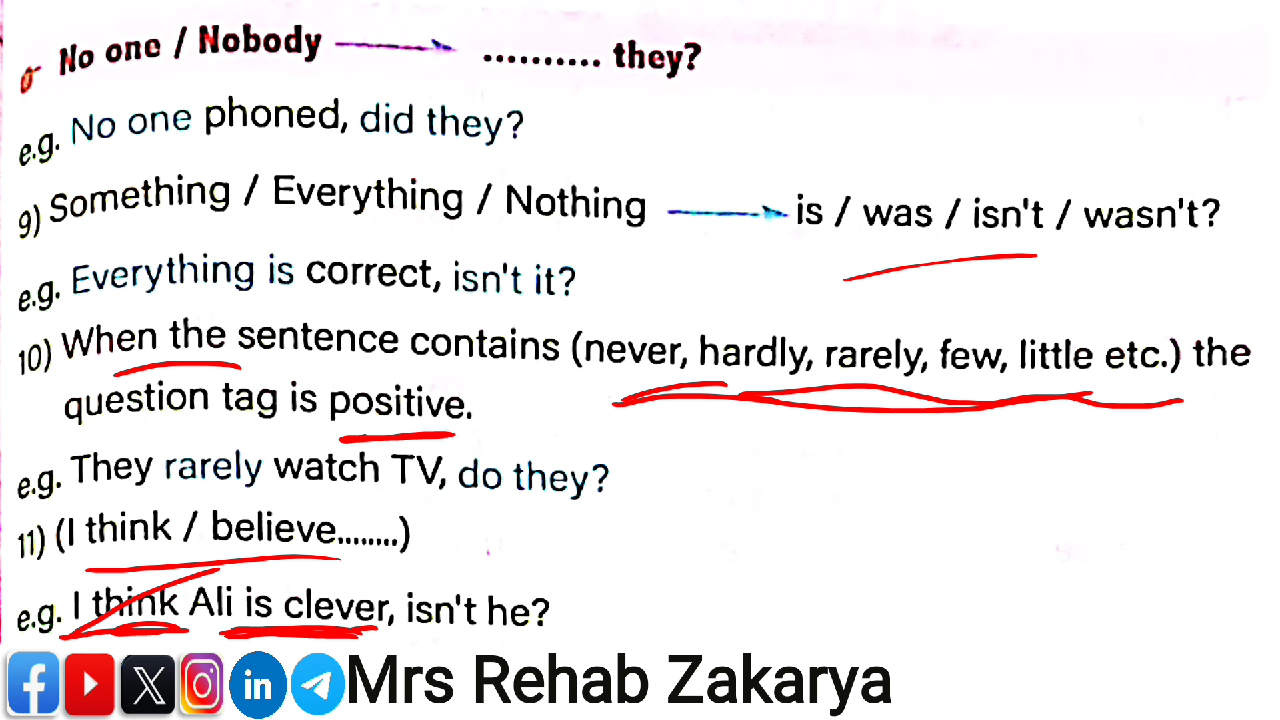 No one / Nobody .......... they?
e.g. No one phoned, did they?
9) Something / Everything / Nothing is / was / isn't / wasn't?
e.g. Everything is correct, isn't it?
10) When the sentence contains (never, hardly, rarely, few, little etc.) the
question tag is positive.
e.g. They rarely watch TV, do they?
11) (I think / believe........)
e.g. I think Ali is clever, isn't he?
Mrs Rehab Zakarya